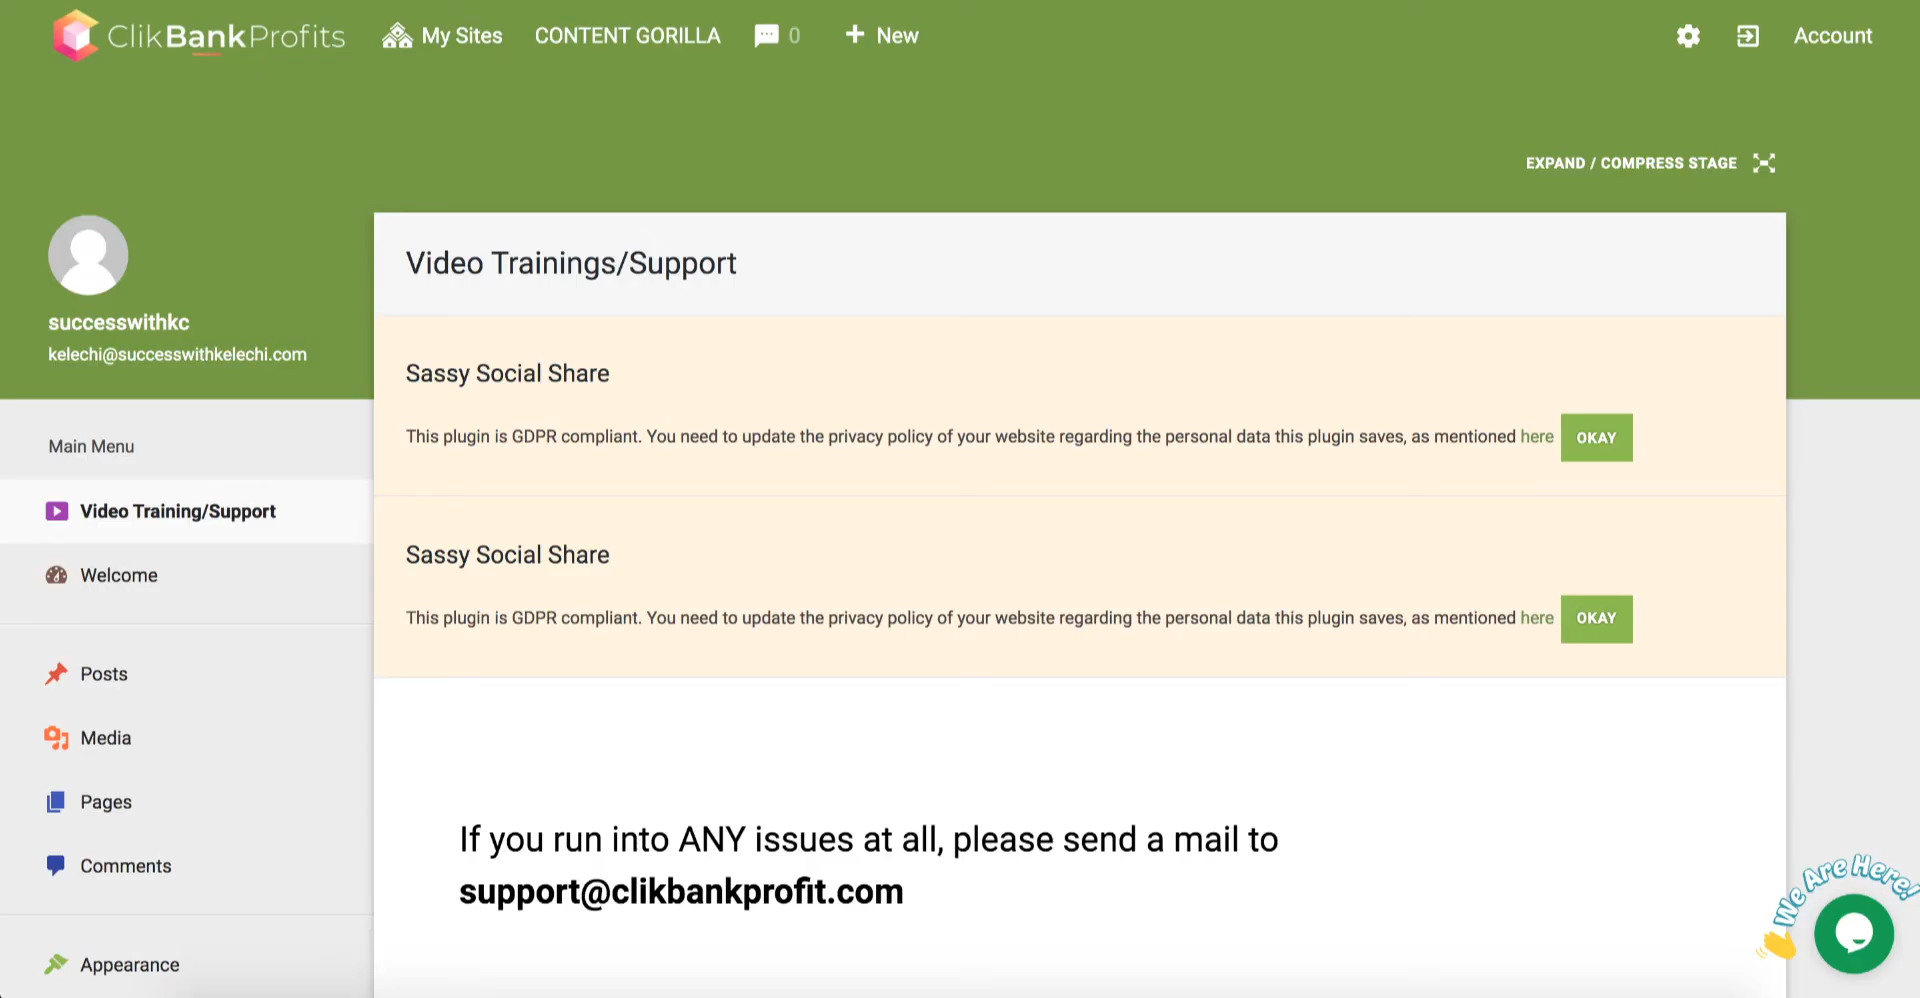 ClikBankProfits
My Sites
CONTENT GORILLA
0
New
Account
EXPAND / COMPRESS STAGE
successwithkc
kelechi@successwithkelechi.com
Main Menu
Video Training/Support
Welcome
Posts
Media
Pages
Comments
Appearance
Video Trainings/Support
Sassy Social Share
This plugin is GDPR compliant. You need to update the privacy policy of your website regarding the personal data this plugin saves, as mentioned here
OKAY
Sassy Social Share
This plugin is GDPR compliant. You need to update the privacy policy of your website regarding the personal data this plugin saves, as mentioned here
OKAY
If you run into ANY issues at all, please send a mail to
support@clikbankprofit.com
We Are Here!